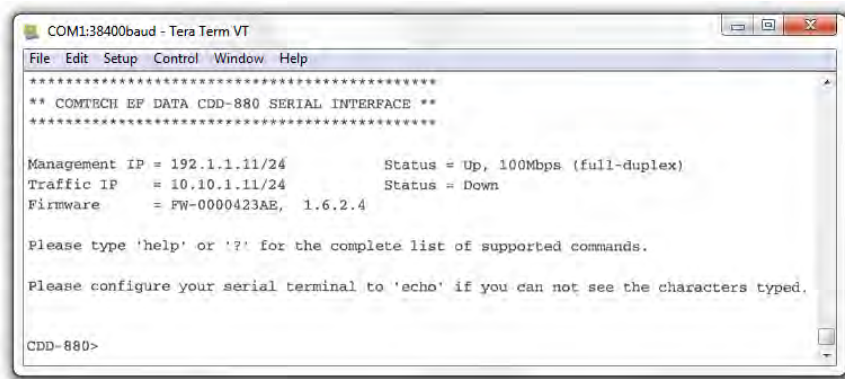 COM1:38400baud - Tera Term VT
File Edit Setup Control Window Help
***********************************************
** COMTECH EF DATA CDD-880 SERIAL INTERFACE **
***********************************************
Management IP = 192.1.1.11/24 Status = Up, 100Mbps (full-duplex)
Traffic IP = 10.10.1.11/24 Status = Down
Firmware = FW-0000423AE, 1.6.2.4
Please type 'help' or '?' for the complete list of supported commands.
Please configure your serial terminal to 'echo' if you can not see the characters typed.
CDD-880>